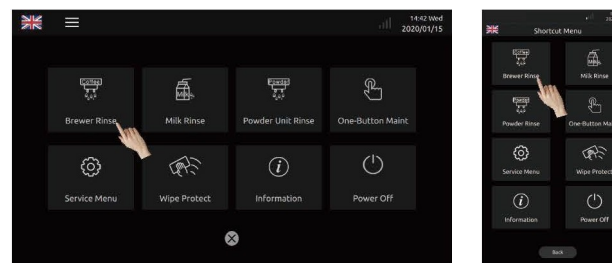 14:42 Wed
2020/01/15
Coffee
Milk
Powder
Brewer Rinse
Milk Rinse
Powder Unit Rinse
One-Button Maint
i
Service Menu
Wipe Protect
Information
Power Off
Shortcut Menu
Coffee
Milk
Brewer Rinse
Milk Rinse
Powder
Powder Rinse
One-Button Ma
Service Menu
Wipe Protect
i
Information
Power Off
Back